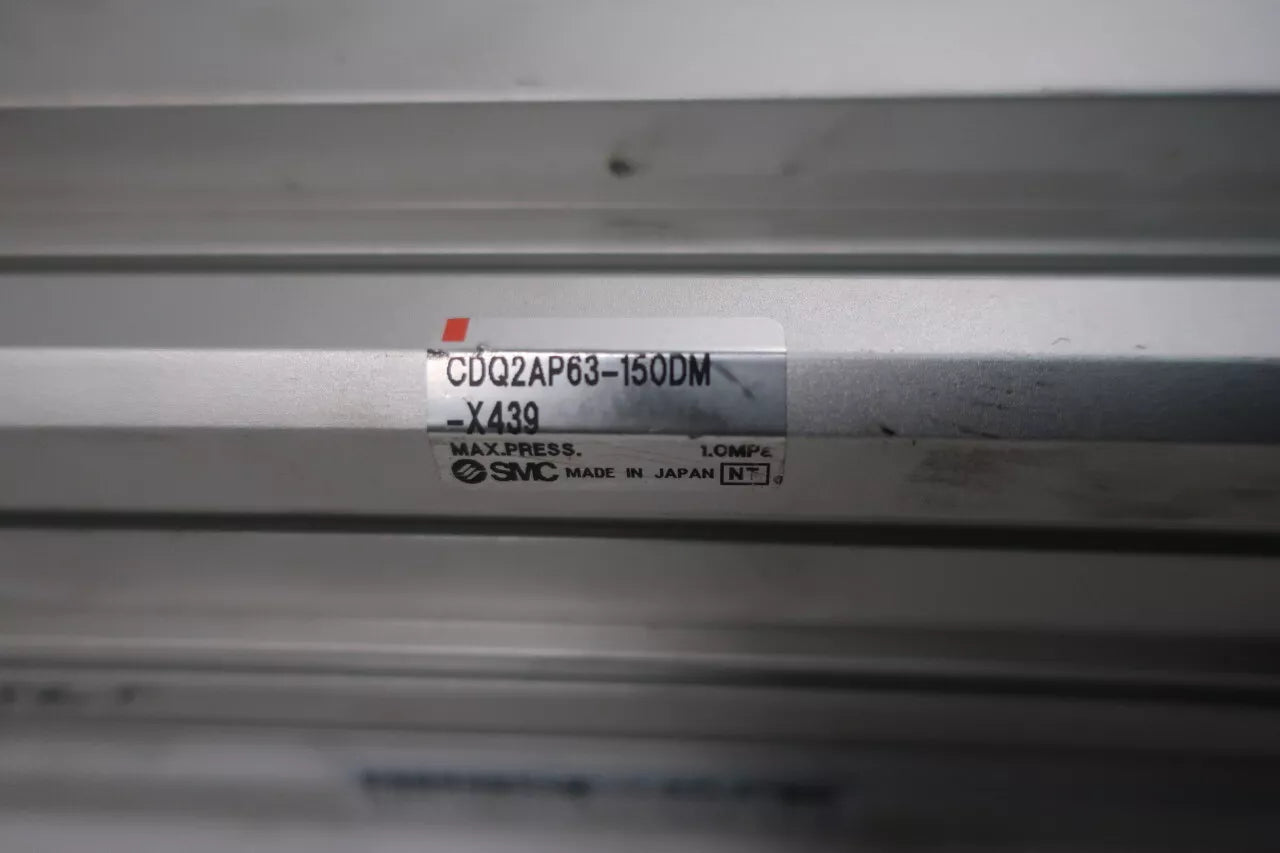 CDQ2AP63-150DM
-X439
MAX.PRESS. 1.0MPa
SMC MADE IN JAPAN NT